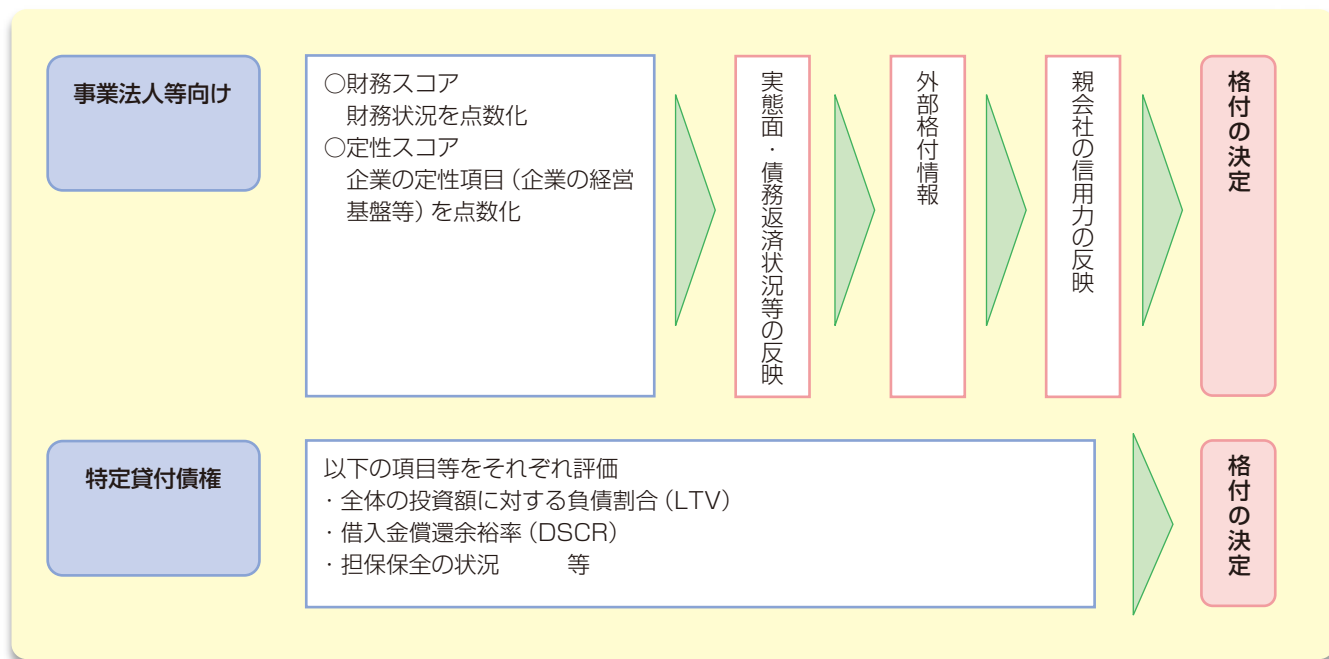 事業法人等向け
○財務スコア
財務状況を点数化
○定性スコア
企業の定性項目（企業の経営
基盤等）を点数化
実態面・債務返済状況等の反映
外部格付情報
親会社の信用力の反映
格付の決定
特定貸付債権
以下の項目等をそれぞれ評価
・全体の投資額に対する負債割合（LTV）
・借入金償還余裕率（DSCR）
・担保保全の状況　　　等
格付の決定